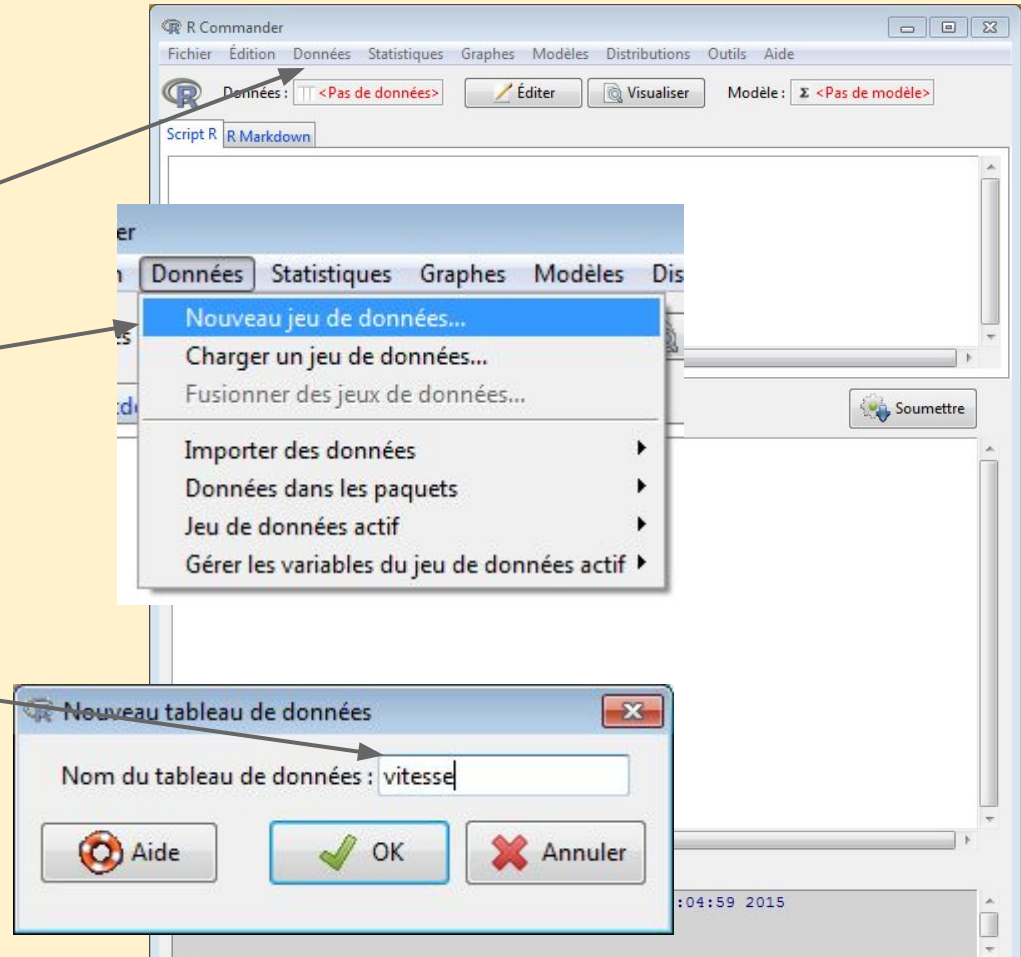 R Commander
Fichier Édition Données Statistiques Graphes Modèles Distributions Outils Aide
Données : <Pas de données> Éditer Visualiser Modèle : Σ <Pas de modèle>
Script R R Markdown
er
Données Statistiques Graphes Modèles Dis
Nouveau jeu de données...
Charger un jeu de données...
Fusionner des jeux de données...
Soumettre
Importer des données
Données dans les paquets
Jeu de données actif
Gérer les variables du jeu de données actif
Nouveau tableau de données
Nom du tableau de données : vitesse
Aide OK Annuler
:04:59 2015